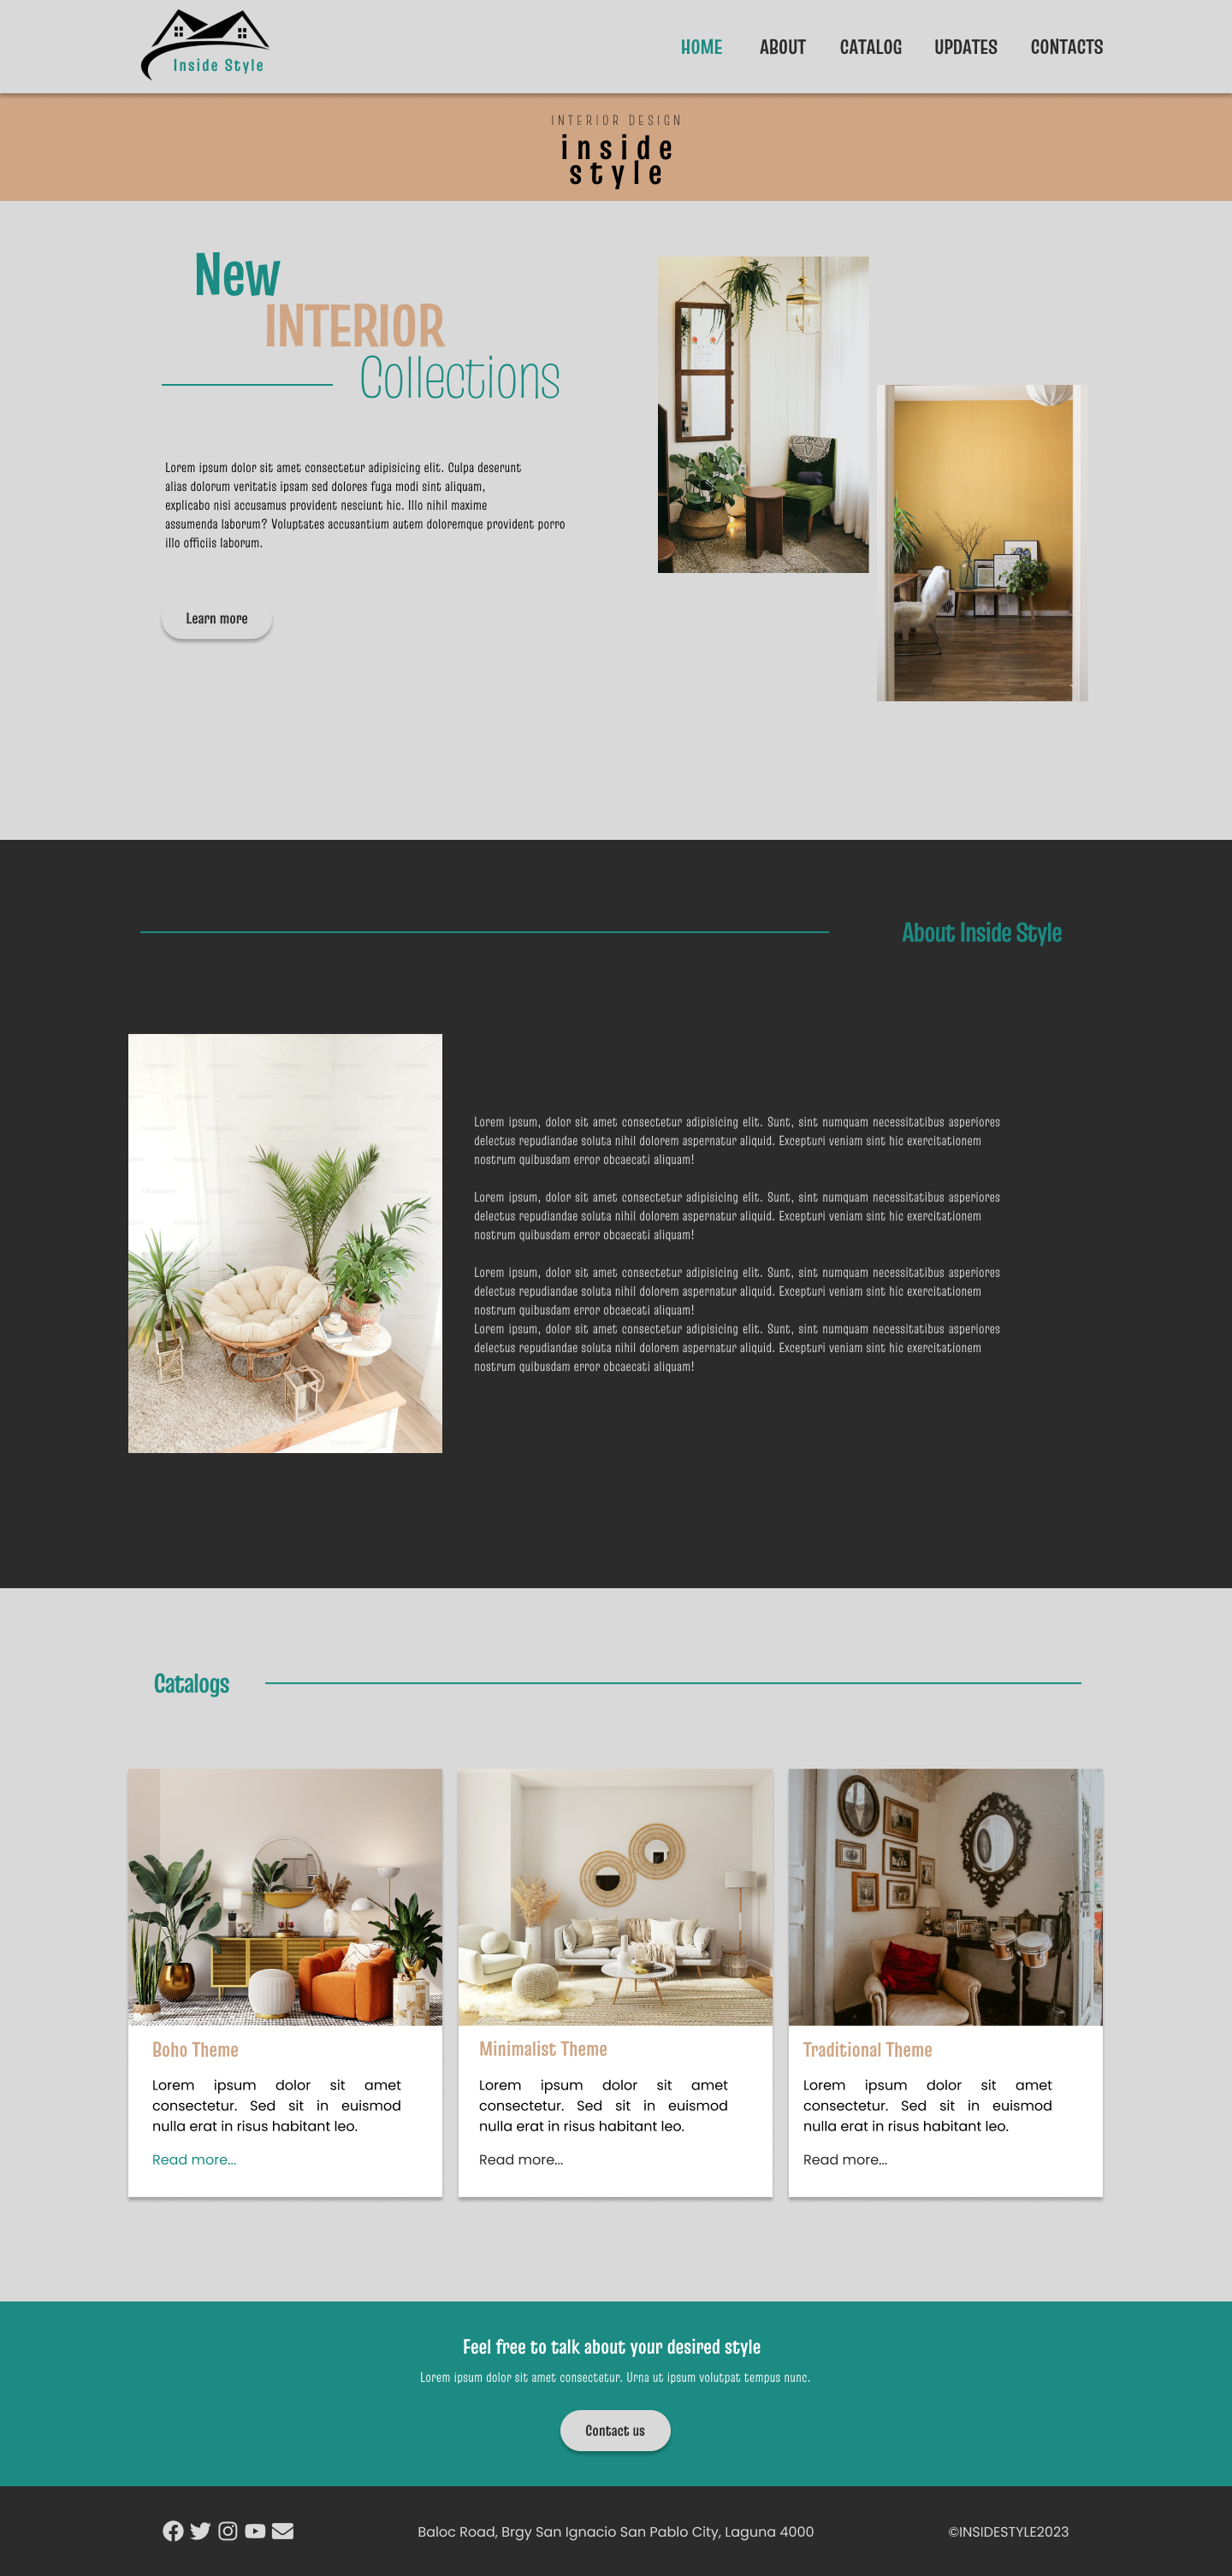 Inside Style
HOME ABOUT CATALOG UPDATES CONTACTS
INTERIOR DESIGN
inside
style
New
INTERIOR
Collections
Lorem ipsum dolor sit amet consectetur adipisicing elit. Culpa deserunt
alias dolorum veritatis ipsam sed dolores fuga modi sint aliquam,
explicabo nisi accusamus provident nesciunt hic. Illo nihil maxime
assumenda laborum? Voluptates accusantium autem doloremque provident porro
illo officiis laborum.
Learn more
About Inside Style
Lorem ipsum, dolor sit amet consectetur adipisicing elit. Sunt, sint numquam necessitatibus asperiores
delectus repudiandae soluta nihil dolorem aspernatur aliquid. Excepturi veniam sint hic exercitationem
nostrum quibusdam error obcaecati aliquam!
Lorem ipsum, dolor sit amet consectetur adipisicing elit. Sunt, sint numquam necessitatibus asperiores
delectus repudiandae soluta nihil dolorem aspernatur aliquid. Excepturi veniam sint hic exercitationem
nostrum quibusdam error obcaecati aliquam!
Lorem ipsum, dolor sit amet consectetur adipisicing elit. Sunt, sint numquam necessitatibus asperiores
delectus repudiandae soluta nihil dolorem aspernatur aliquid. Excepturi veniam sint hic exercitationem
nostrum quibusdam error obcaecati aliquam!
Lorem ipsum, dolor sit amet consectetur adipisicing elit. Sunt, sint numquam necessitatibus asperiores
delectus repudiandae soluta nihil dolorem aspernatur aliquid. Excepturi veniam sint hic exercitationem
nostrum quibusdam error obcaecati aliquam!
Catalogs
Boho Theme
Lorem ipsum dolor sit amet
consectetur. Sed sit in euismod
nulla erat in risus habitant leo.
Read more...
Minimalist Theme
Lorem ipsum dolor sit amet
consectetur. Sed sit in euismod
nulla erat in risus habitant leo.
Read more...
Traditional Theme
Lorem ipsum dolor sit amet
consectetur. Sed sit in euismod
nulla erat in risus habitant leo.
Read more...
Feel free to talk about your desired style
Lorem ipsum dolor sit amet consectetur. Urna ut ipsum volutpat tempus nunc.
Contact us
Baloc Road, Brgy San Ignacio San Pablo City, Laguna 4000
©INSIDESTYLE2023